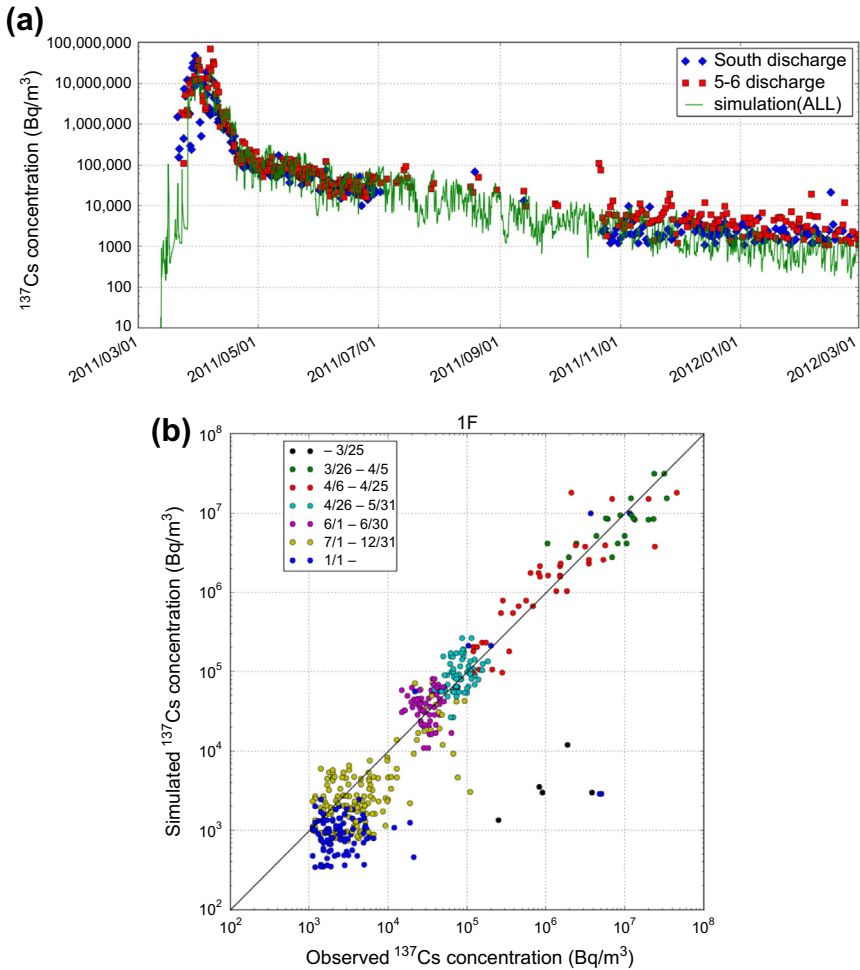 (a)
¹³⁷Cs concentration (Bq/m³)
100,000,000
10,000,000
1,000,000
100,000
10,000
1000
100
10
South discharge
5-6 discharge
simulation(ALL)
2011/03/01
2011/05/01
2011/07/01
2011/09/01
2011/11/01
2012/01/01
2012/03/01
(b)
1F
Simulated ¹³⁷Cs concentration (Bq/m³)
10⁸
10⁷
10⁶
10⁵
10⁴
10³
10²
– 3/25
3/26 – 4/5
4/6 – 4/25
4/26 – 5/31
6/1 – 6/30
7/1 – 12/31
1/1 –
10² 10³ 10⁴ 10⁵ 10⁶ 10⁷ 10⁸
Observed ¹³⁷Cs concentration (Bq/m³)